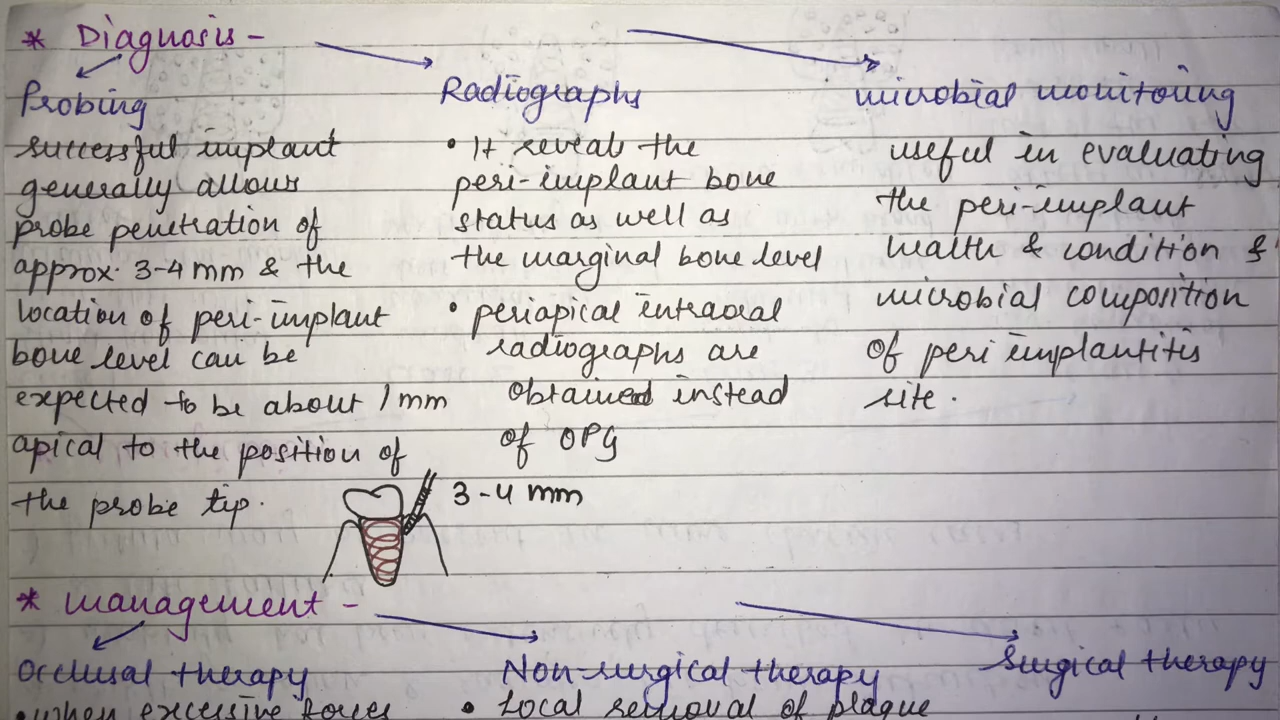 * Diagnosis -
Probing
successful implant
generally allows
probe penetration of
approx. 3-4 mm & the
location of peri-implant
bone level can be
expected to be about 1mm
apical to the position of
the probe tip.
Radiographs
• It reveals the
peri-implant bone
status as well as
the marginal bone level
• periapical intraoral
radiographs are
obtained instead
of OPG
3-4 mm
microbial monitoring
useful in evaluating
the peri-implant
health & condition &
microbial composition
of peri implantitis
site.
* management -
Occlusal therapy
• when excessive forces
Non-surgical therapy
• Local removal of plaque
Surgical therapy